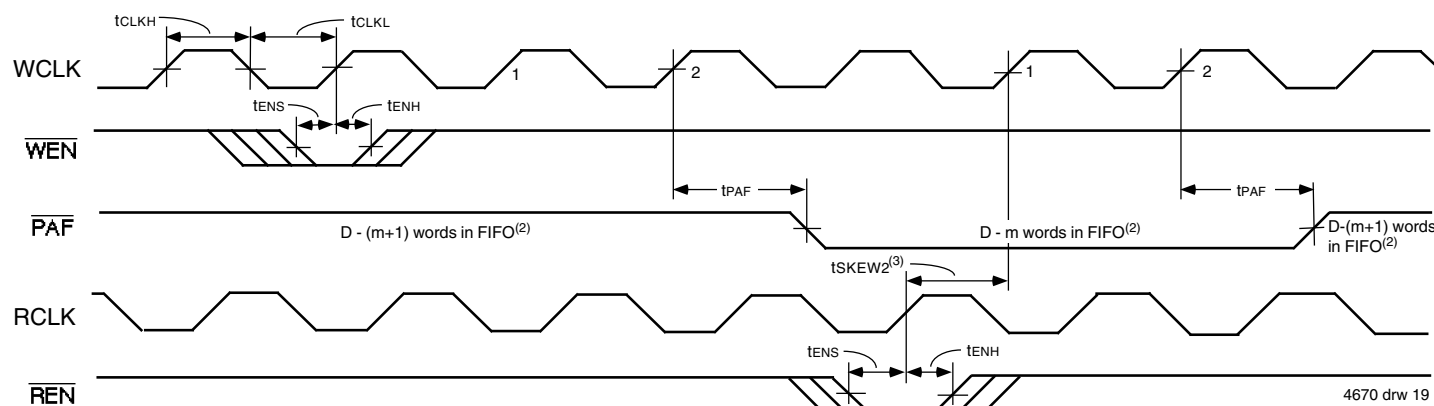 tCLKH
tCLKL
WCLK
1
2
1
2
tENS
tENH
WEN
tPAF
tPAF
PAF
D - (m+1) words in FIFO(2)
D - m words in FIFO(2)
D-(m+1) words
in FIFO(2)
tSKEW2(3)
RCLK
tENS
tENH
REN
4670 drw 19